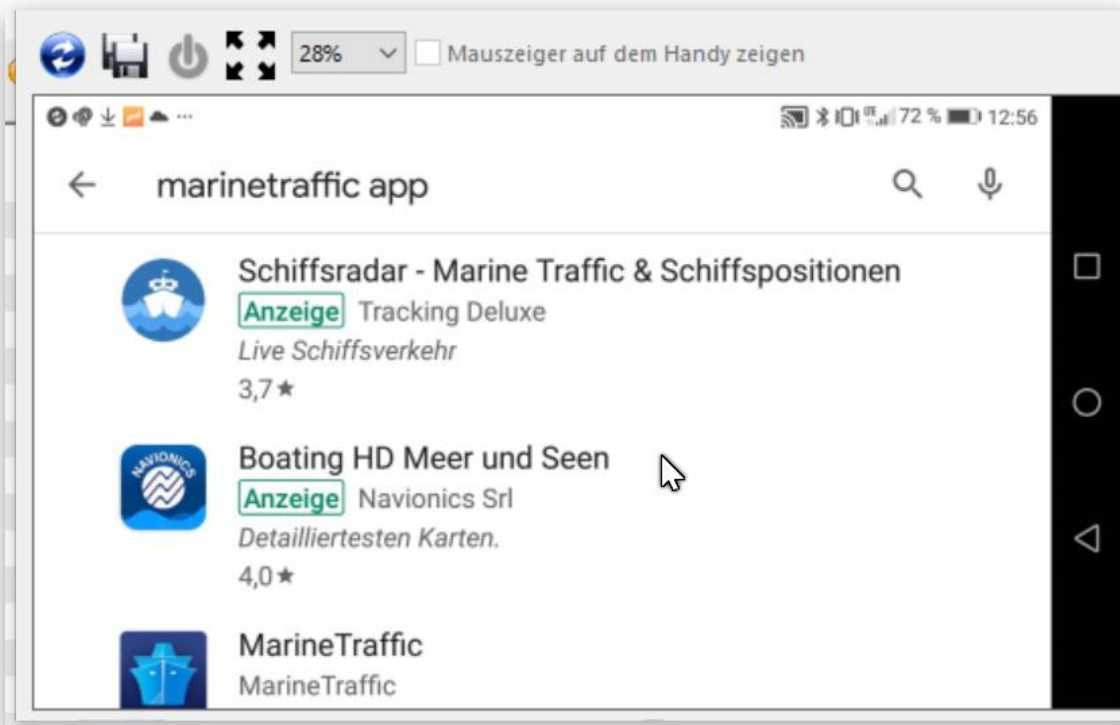 28%
Mauszeiger auf dem Handy zeigen
72 % 12:56
marinetraffic app
Schiffsradar - Marine Traffic & Schiffspositionen
Anzeige Tracking Deluxe
Live Schiffsverkehr
3,7★
NAVIONICS
Boating HD Meer und Seen
Anzeige Navionics Srl
Detailliertesten Karten.
4,0★
MarineTraffic
MarineTraffic